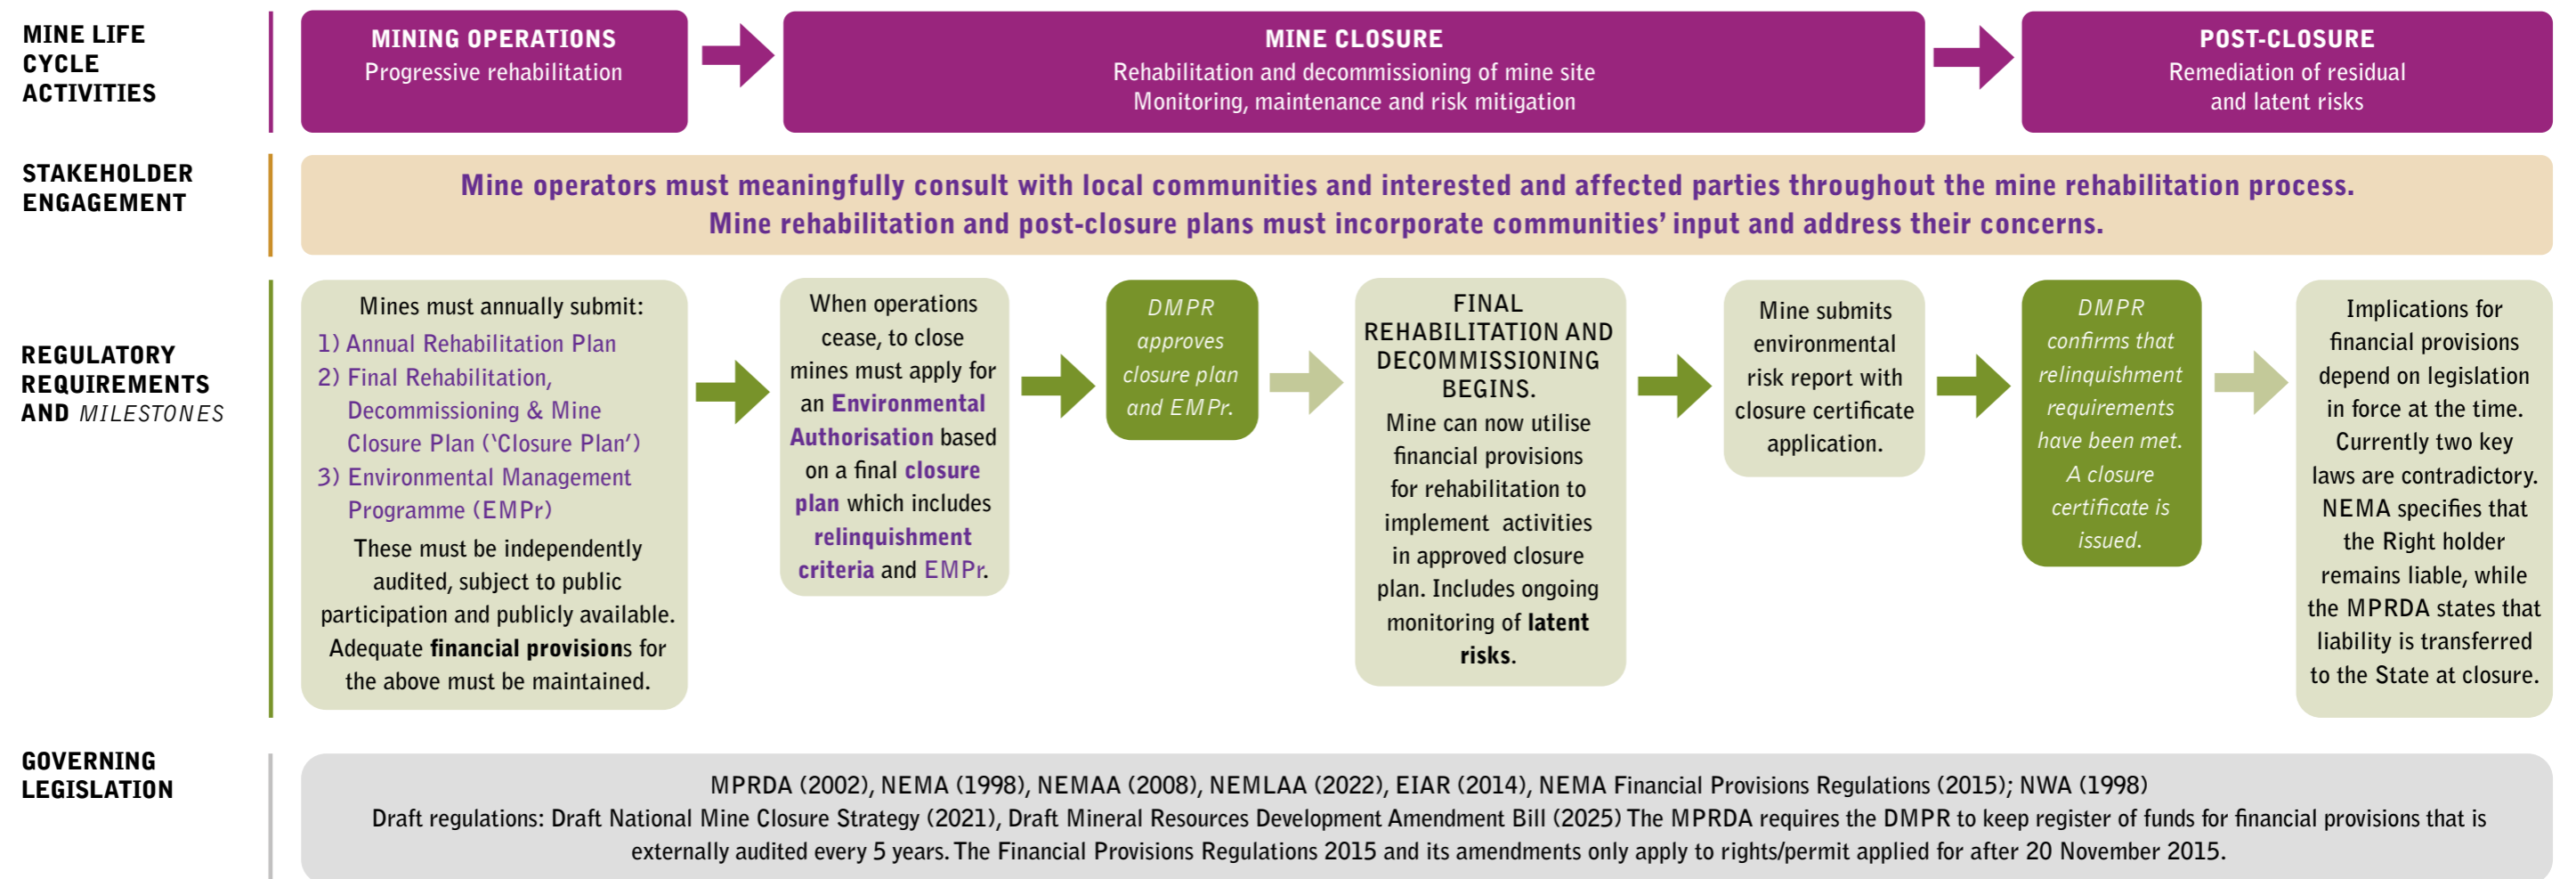 MINE LIFE
CYCLE
ACTIVITIES
MINING OPERATIONS
Progressive rehabilitation
MINE CLOSURE
Rehabilitation and decommissioning of mine site
Monitoring, maintenance and risk mitigation
POST-CLOSURE
Remediation of residual
and latent risks
STAKEHOLDER
ENGAGEMENT
Mine operators must meaningfully consult with local communities and interested and affected parties throughout the mine rehabilitation process.
Mine rehabilitation and post-closure plans must incorporate communities' input and address their concerns.
REGULATORY
REQUIREMENTS
AND MILESTONES
Mines must annually submit:
1) Annual Rehabilitation Plan
2) Final Rehabilitation,
Decommissioning & Mine
Closure Plan ('Closure Plan')
3) Environmental Management
Programme (EMPr)
These must be independently
audited, subject to public
participation and publicly available.
Adequate financial provisions for
the above must be maintained.
When operations
cease, to close
mines must apply for
an Environmental
Authorisation based
on a final closure
plan which includes
relinquishment
criteria and EMPr.
DMPR
approves
closure plan
and EMPr.
FINAL
REHABILITATION AND
DECOMMISSIONING
BEGINS.
Mine can now utilise
financial provisions
for rehabilitation to
implement activities
in approved closure
plan. Includes ongoing
monitoring of latent
risks.
Mine submits
environmental
risk report with
closure certificate
application.
DMPR
confirms that
relinquishment
requirements
have been met.
A closure
certificate is
issued.
Implications for
financial provisions
depend on legislation
in force at the time.
Currently two key
laws are contradictory.
NEMA specifies that
the Right holder
remains liable, while
the MPRDA states that
liability is transferred
to the State at closure.
GOVERNING
LEGISLATION
MPRDA (2002), NEMA (1998), NEMAA (2008), NEMLAA (2022), EIAR (2014), NEMA Financial Provisions Regulations (2015); NWA (1998)
Draft regulations: Draft National Mine Closure Strategy (2021), Draft Mineral Resources Development Amendment Bill (2025) The MPRDA requires the DMPR to keep register of funds for financial provisions that is
externally audited every 5 years. The Financial Provisions Regulations 2015 and its amendments only apply to rights/permit applied for after 20 November 2015.